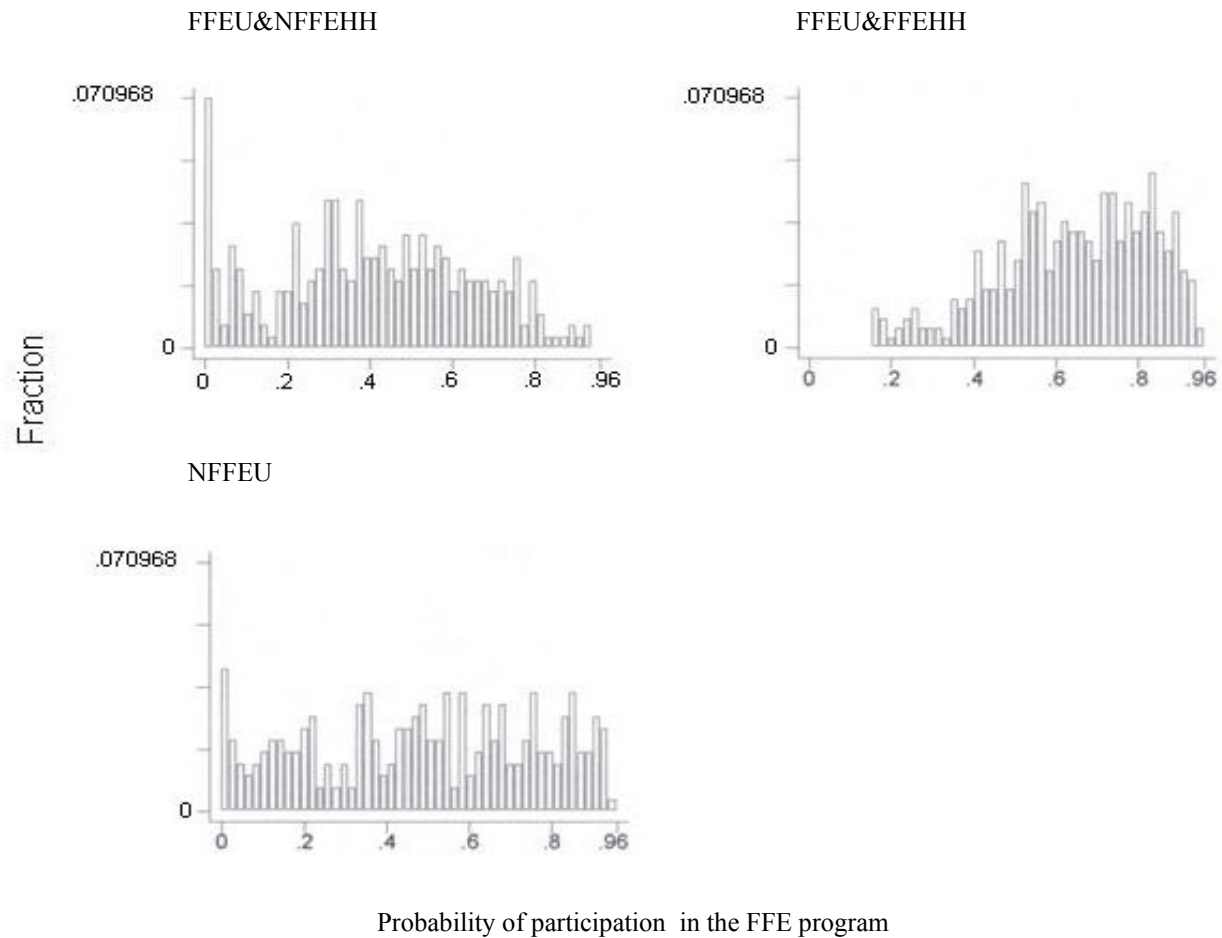 FFEU&NFFEHH
FFEU&FFEHH
.070968
.070968
0
0
0 .2 .4 .6 .8 .96
0 .2 .4 .6 .8 .96
Fraction
NFFEU
.070968
0
0 .2 .4 .6 .8 .96
Probability of participation in the FFE program